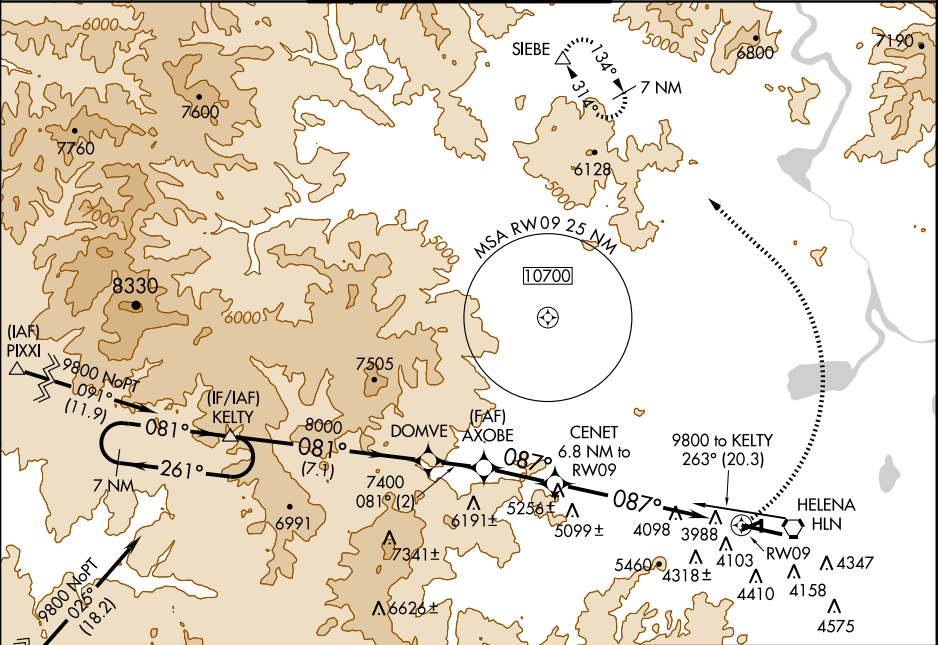 6000
SIEBE
134°
314°
7 NM
5000
6800
7190
7600
7760
6128
5000
7000
5000
MSA RW09 25 NM
10700
8330
6000
(IAF)
PIXXI
9800 NoPT
091°
(11.9)
7505
(IF/IAF)
KELTY
081°
261°
7 NM
8000
081°
(7.1)
DOMVE
(FAF)
AXOBE
087°
CENET
6.8 NM to
RW09
9800 to KELTY
263° (20.3)
7400
081° (2)
6191±
5256±
5099±
087°
HELENA
HLN
6991
7341±
4098
3988
4103
RW09
5460
4318±
4410
4158
4347
4575
6626±
9800 NoPT
026°
(18.2)